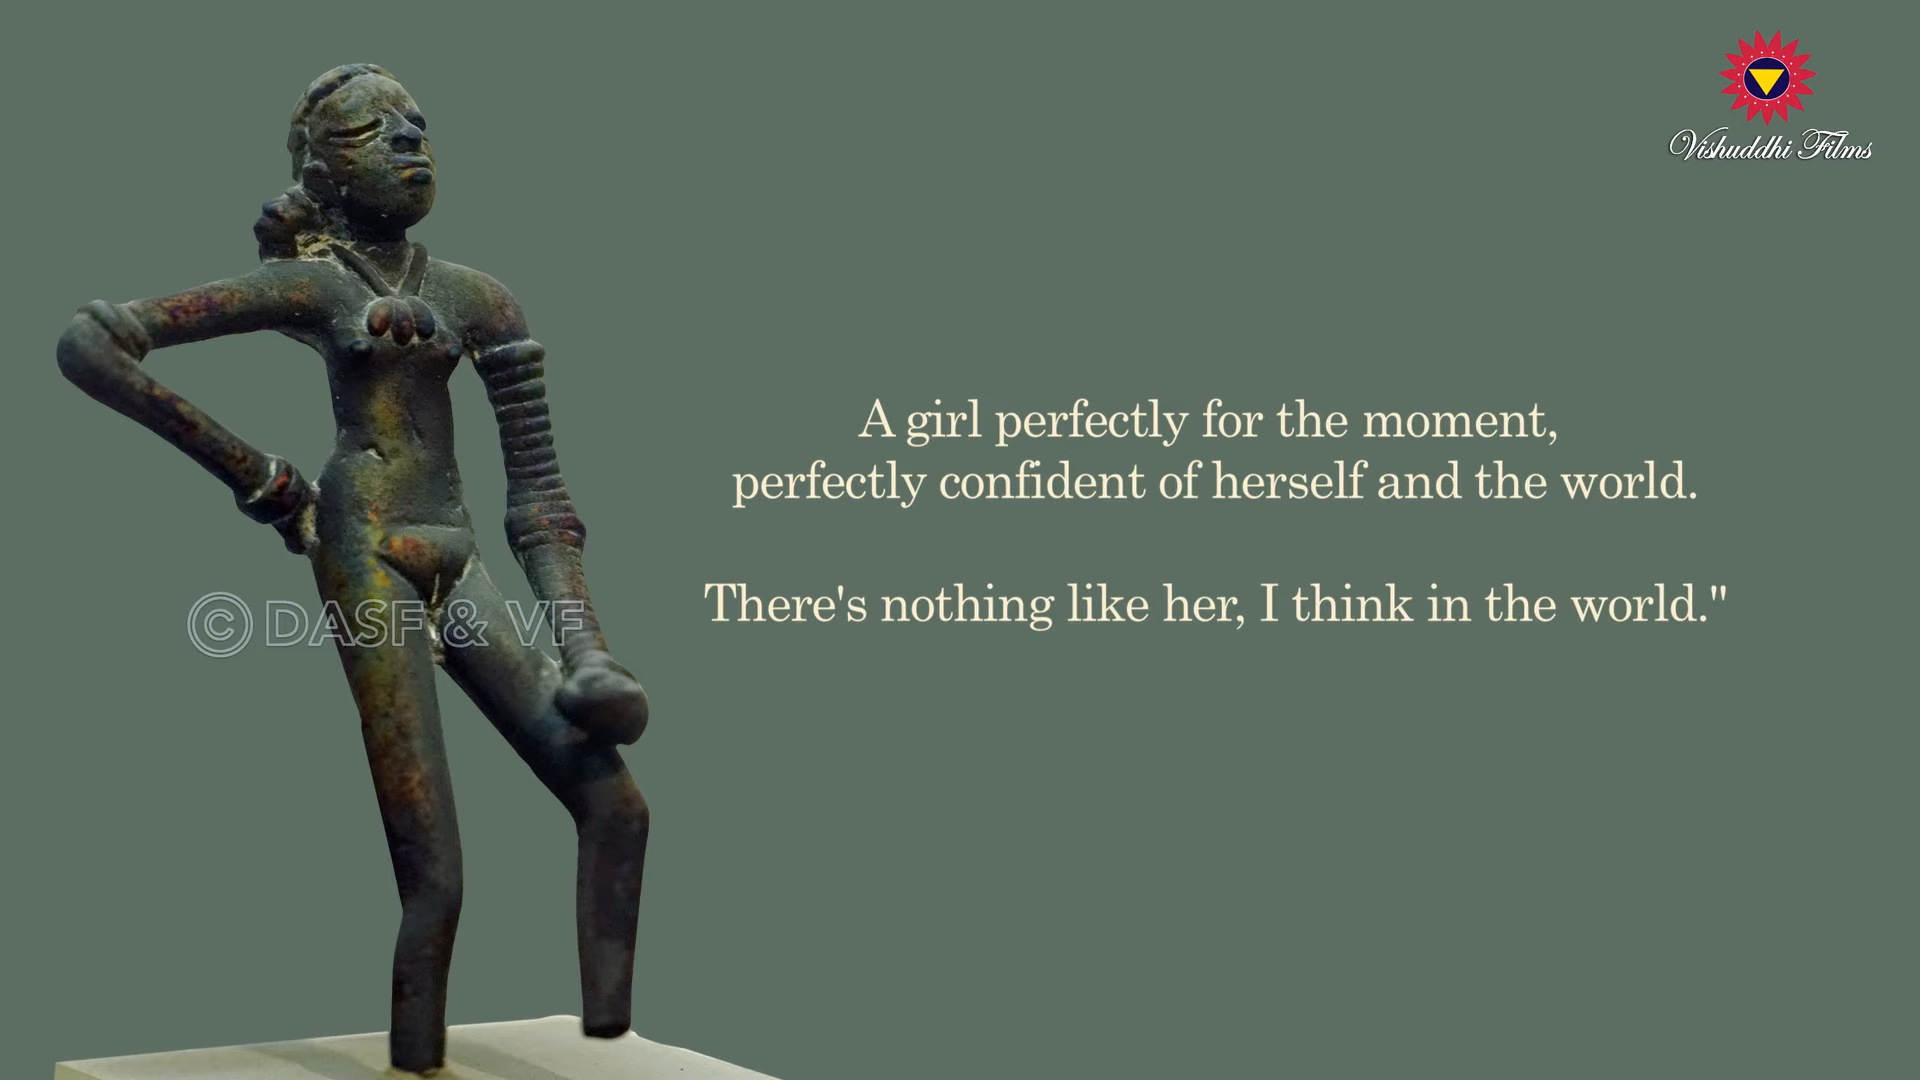 Vishuddhi Films
A girl perfectly for the moment,
perfectly confident of herself and the world.
There's nothing like her, I think in the world."
© DASF & VF